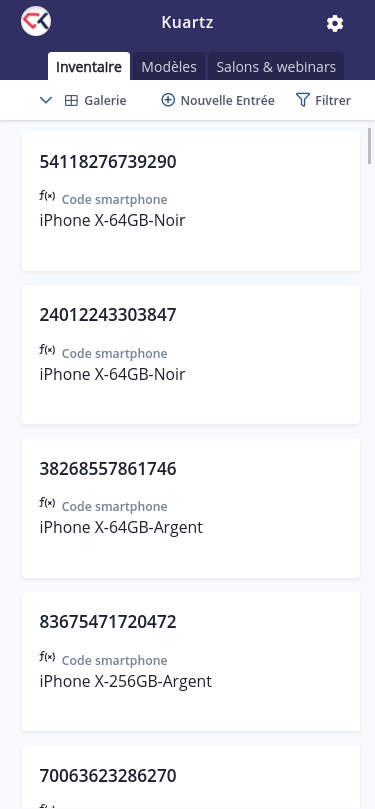 Kuartz
Inventaire Modèles Salons & webinars
Galerie Nouvelle Entrée Filtrer
54118276739290
f(x) Code smartphone
iPhone X-64GB-Noir
24012243303847
f(x) Code smartphone
iPhone X-64GB-Noir
38268557861746
f(x) Code smartphone
iPhone X-64GB-Argent
83675471720472
f(x) Code smartphone
iPhone X-256GB-Argent
70063623286270